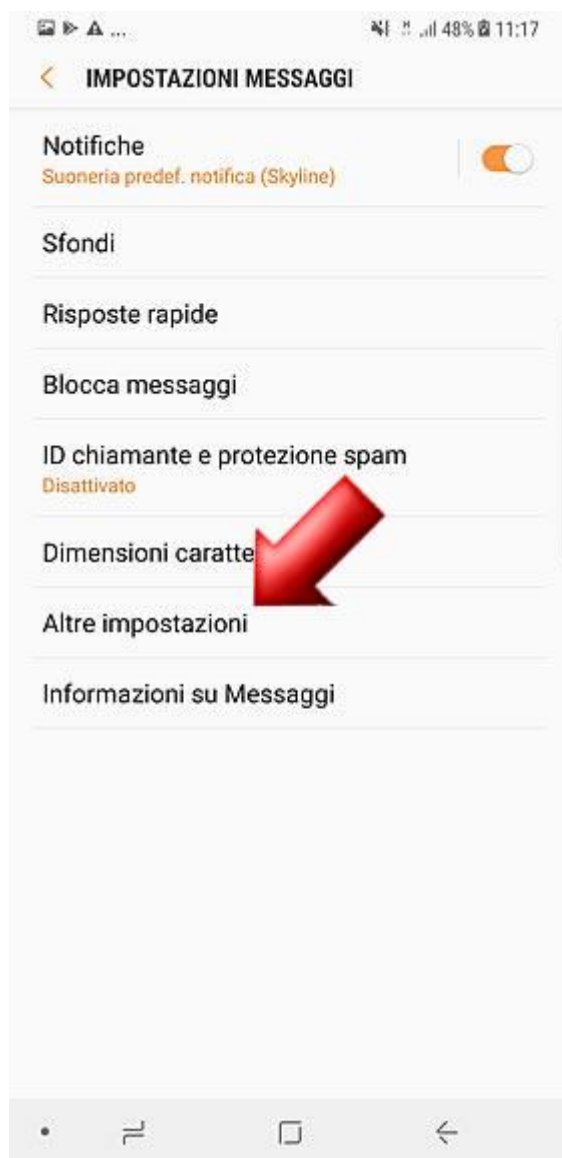 ... 48% 11:17
IMPOSTAZIONI MESSAGGI
Notifiche
Suoneria predef. notifica (Skyline)
Sfondi
Risposte rapide
Blocca messaggi
ID chiamante e protezione spam
Disattivato
Dimensioni caratte
Altre impostazioni
Informazioni su Messaggi